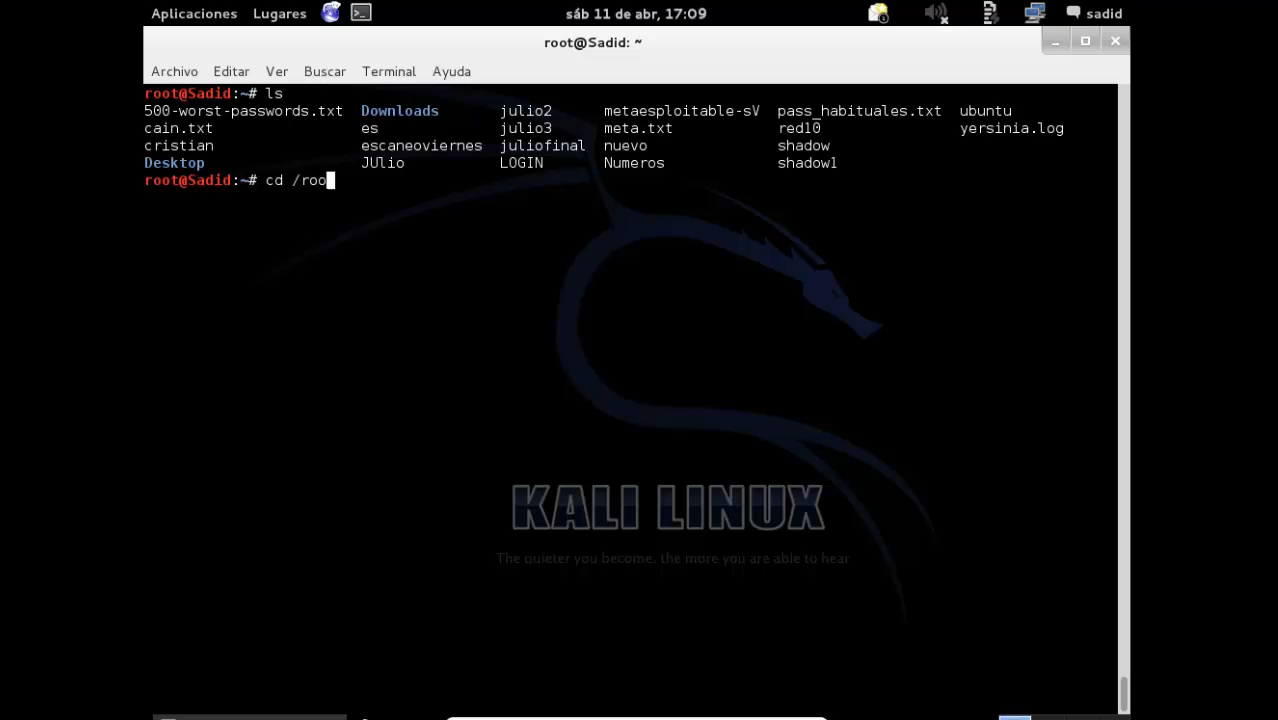 Aplicaciones Lugares sáb 11 de abr, 17:09 sadid
root@Sadid: ~
Archivo Editar Ver Buscar Terminal Ayuda
root@Sadid:~# ls
500-worst-passwords.txt Downloads julio2 metaesploitable-sV pass_habituales.txt ubuntu
cain.txt es julio3 meta.txt red10 yersinia.log
cristian escaneoviernes juliofinal nuevo shadow
Desktop JUlio LOGIN Numeros shadow1
root@Sadid:~# cd /roo
KALI LINUX
The quieter you become, the more you are able to hear